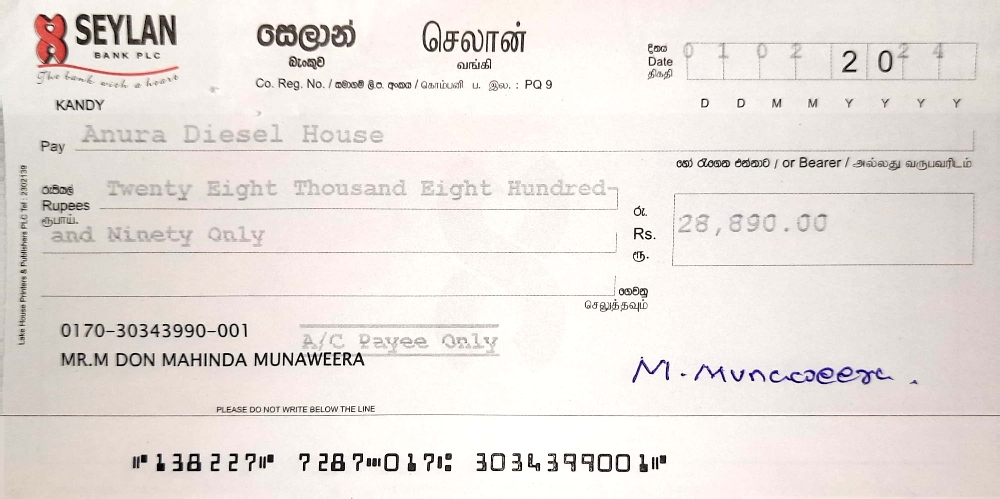 SEYLAN
BANK PLC
The bank with a heart
සෙලාන්
බැංකුව
செலான்
வங்கி
Co. Reg. No. / සමාගම් ලි.ප. අංකය / கொம்பனி ப. இல. : PQ 9
දිනය
Date
திகதி
0 1 0 2 2 0 2 4
D D M M Y Y Y Y
KANDY
Pay Anura Diesel House
හෝ රැගෙන එන්නාට / or Bearer / அல்லது வருபவரிடம்
රුපියල්
Rupees
ரூபாய்.
Twenty Eight Thousand Eight Hundred-
and Ninety Only
රු.
Rs.
ரூ.
28,890.00
ගෙවනු
செலுத்தவும்
Lake House Printers & Publishers PLC Tel : 2302139
0170-30343990-001
A/C Payee Only
MR.M DON MAHINDA MUNAWEERA
M. Munaweera.
PLEASE DO NOT WRITE BELOW THE LINE
⑈138227⑈ 7287⑉017⑆ 3034399001⑈